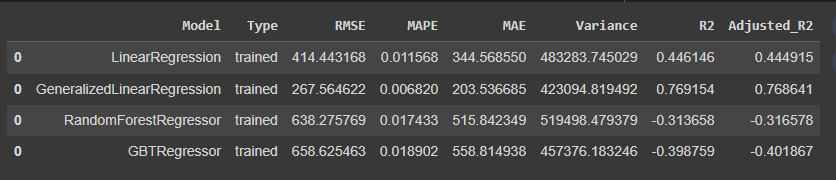 Model Type RMSE MAPE MAE Variance R2 Adjusted_R2
0 LinearRegression trained 414.443168 0.011568 344.568550 483283.745029 0.446146 0.444915
0 GeneralizedLinearRegression trained 267.564622 0.006820 203.536685 423094.819492 0.769154 0.768641
0 RandomForestRegressor trained 638.275769 0.017433 515.842349 519498.479379 -0.313658 -0.316578
0 GBTRegressor trained 658.625463 0.018902 558.814938 457376.183246 -0.398759 -0.401867